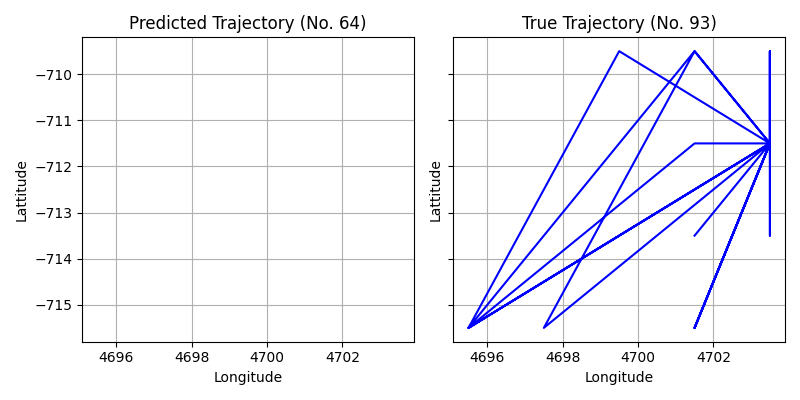 Predicted Trajectory (No. 64)
True Trajectory (No. 93)
Lattitude
−710
−711
−712
−713
−714
−715
4696
4698
4700
4702
Longitude
Lattitude
4696
4698
4700
4702
Longitude